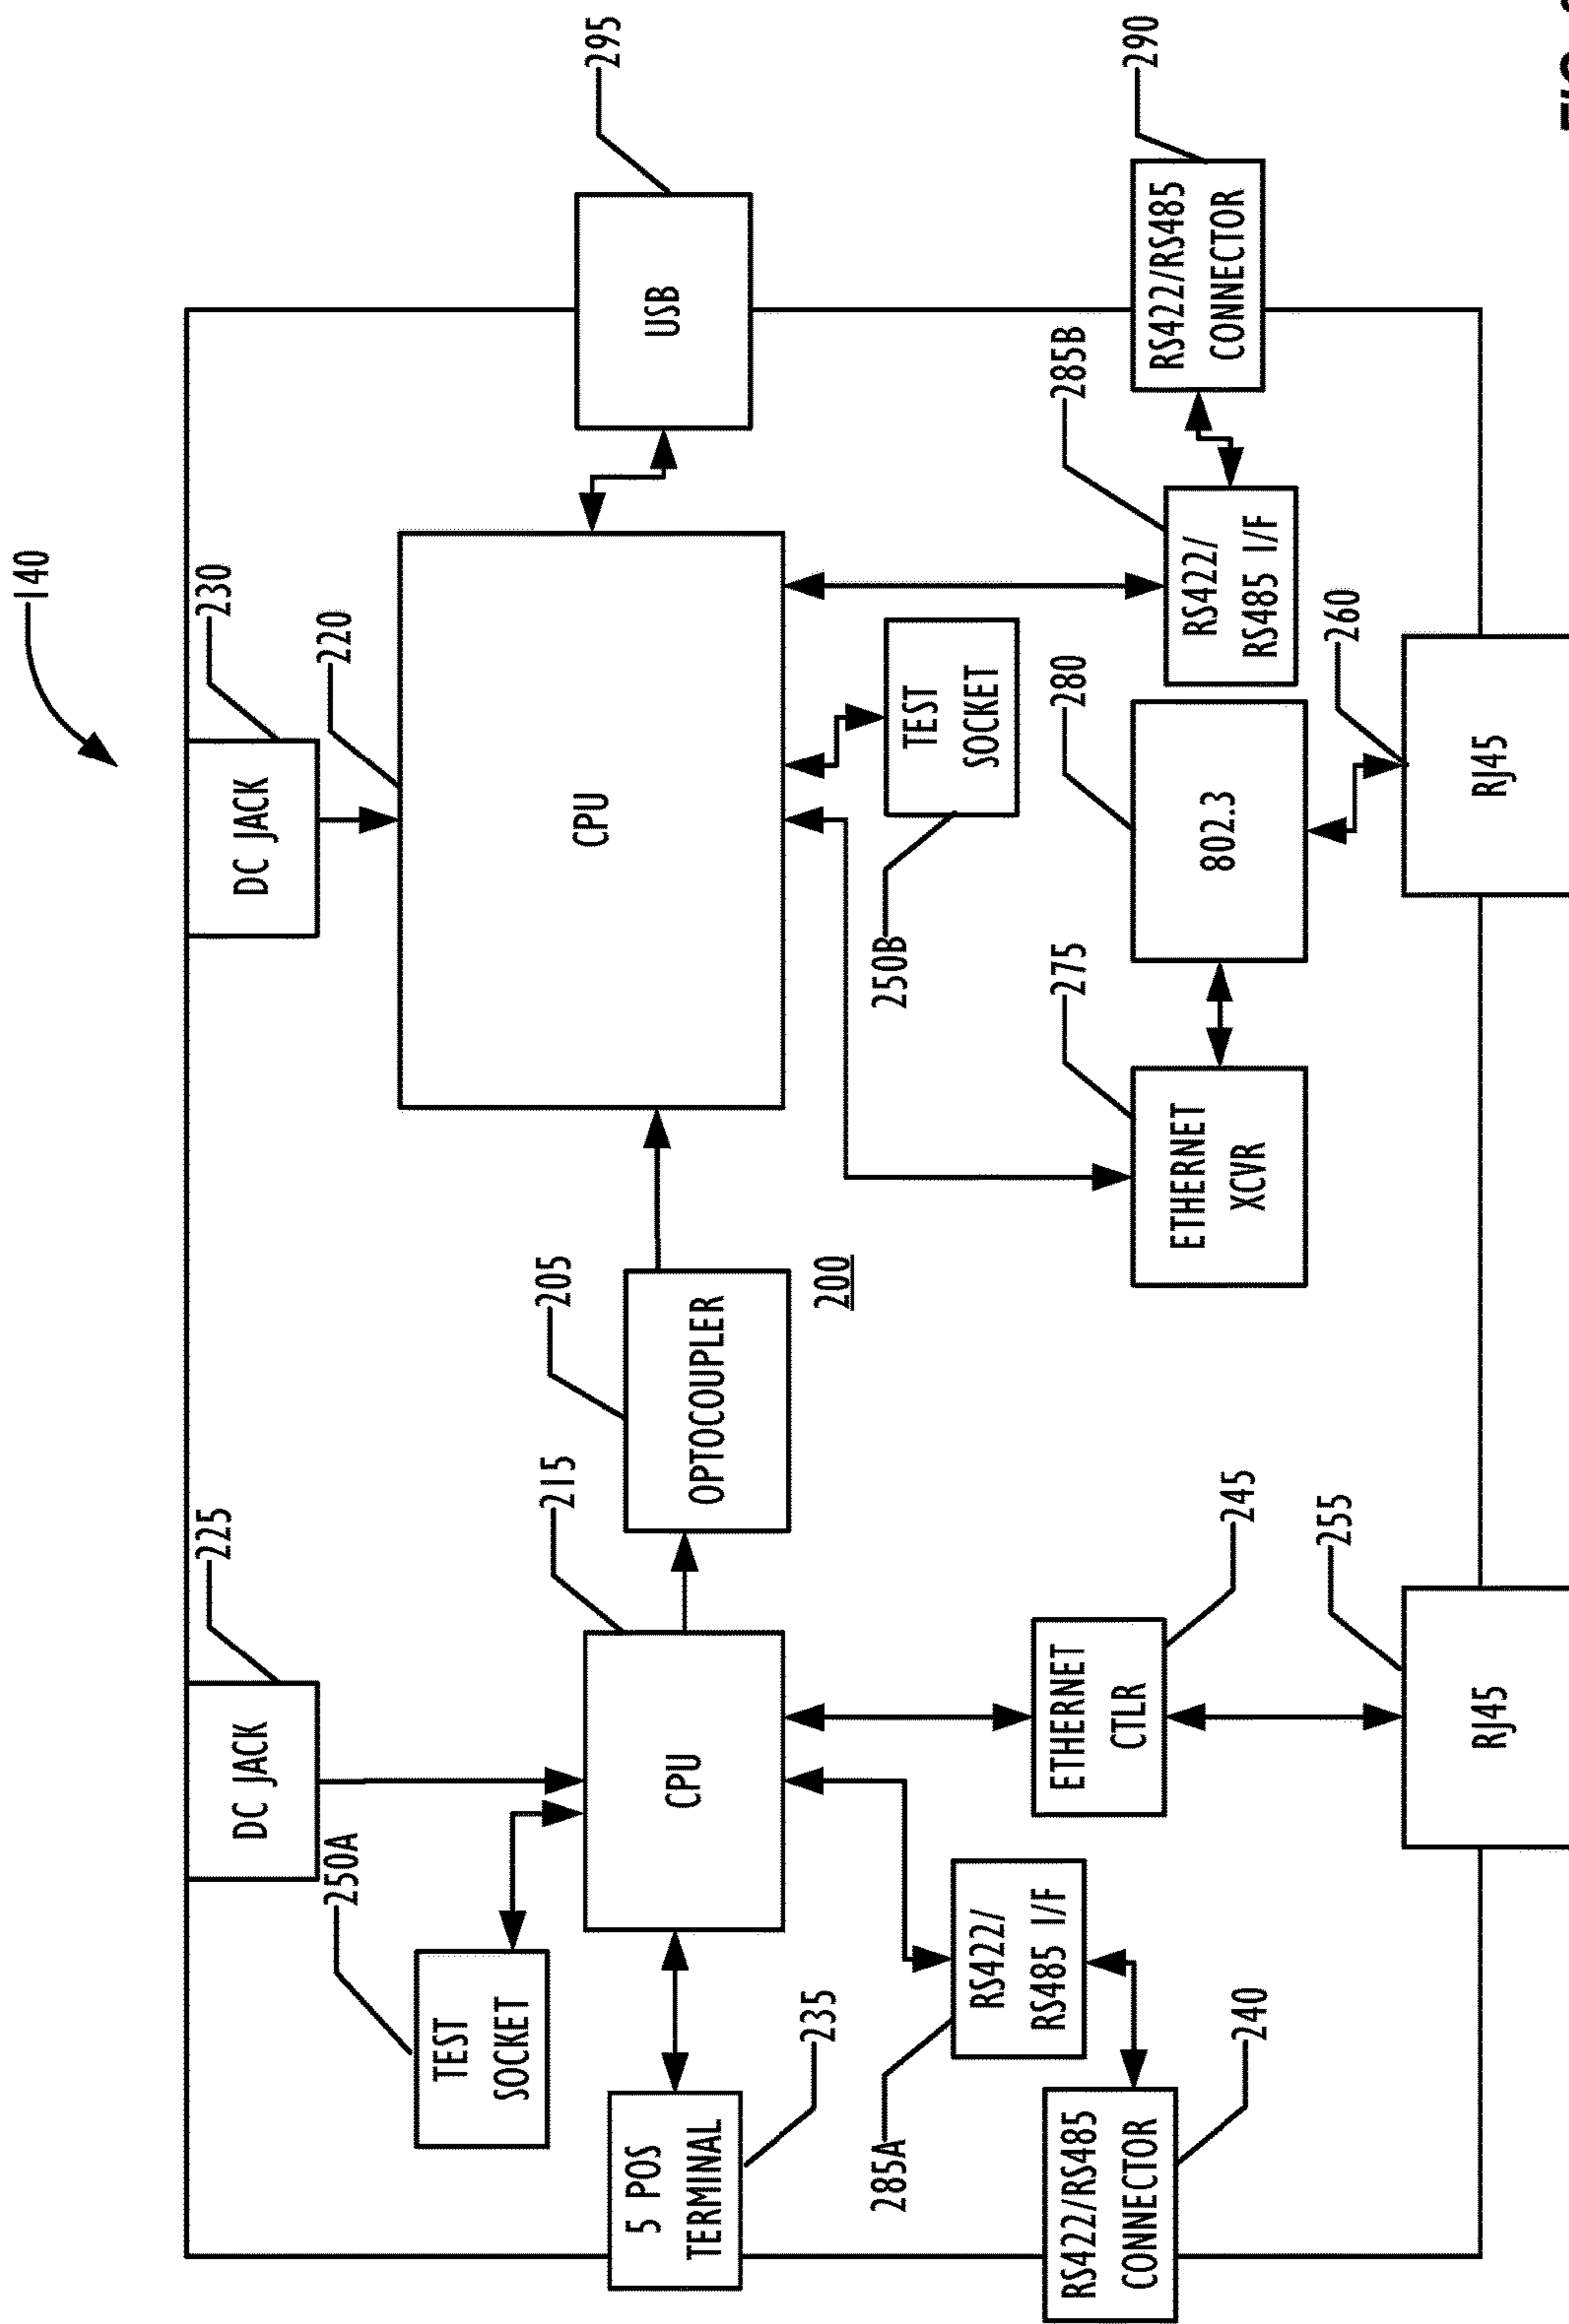 140
225
230
DC JACK
DC JACK
250A
220
TEST
SOCKET
215
205
295
5 POS
TERMINAL
CPU
OPTOCOUPLER
CPU
USB
235
200
285A
250B
TEST
SOCKET
RS422/
RS485 I/F
ETHERNET
CTLR
275
280
285B
RS422/RS485
CONNECTOR
240
245
ETHERNET
XCVR
802.3
RS422/
RS485 I/F
RS422/RS485
CONNECTOR
290
255
260
RJ45
RJ45